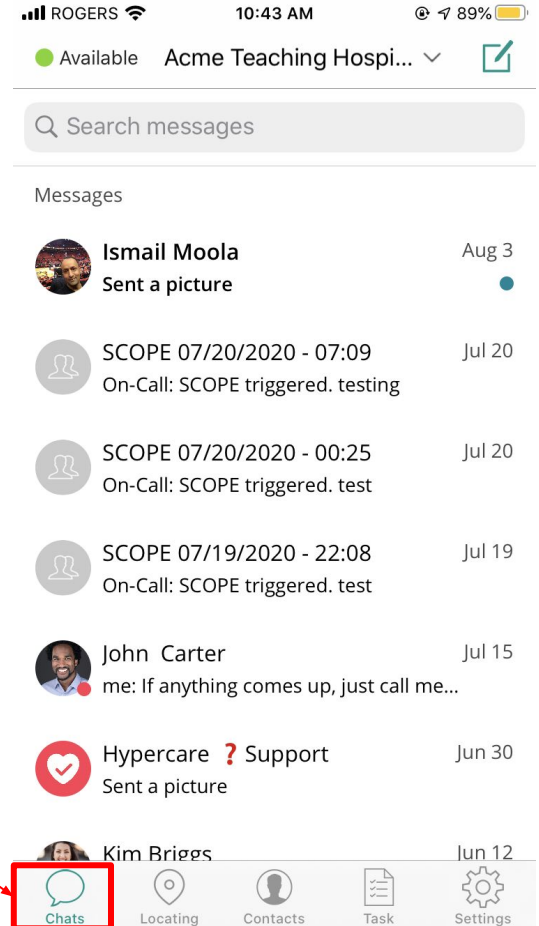 ROGERS 10:43 AM 89%
Available Acme Teaching Hospi...
Search messages
Messages
Ismail Moola Aug 3
Sent a picture
SCOPE 07/20/2020 - 07:09 Jul 20
On-Call: SCOPE triggered. testing
SCOPE 07/20/2020 - 00:25 Jul 20
On-Call: SCOPE triggered. test
SCOPE 07/19/2020 - 22:08 Jul 19
On-Call: SCOPE triggered. test
John Carter Jul 15
me: If anything comes up, just call me...
Hypercare ❓ Support Jun 30
Sent a picture
Kim Briggs Jun 12
Chats Locating Contacts Task Settings